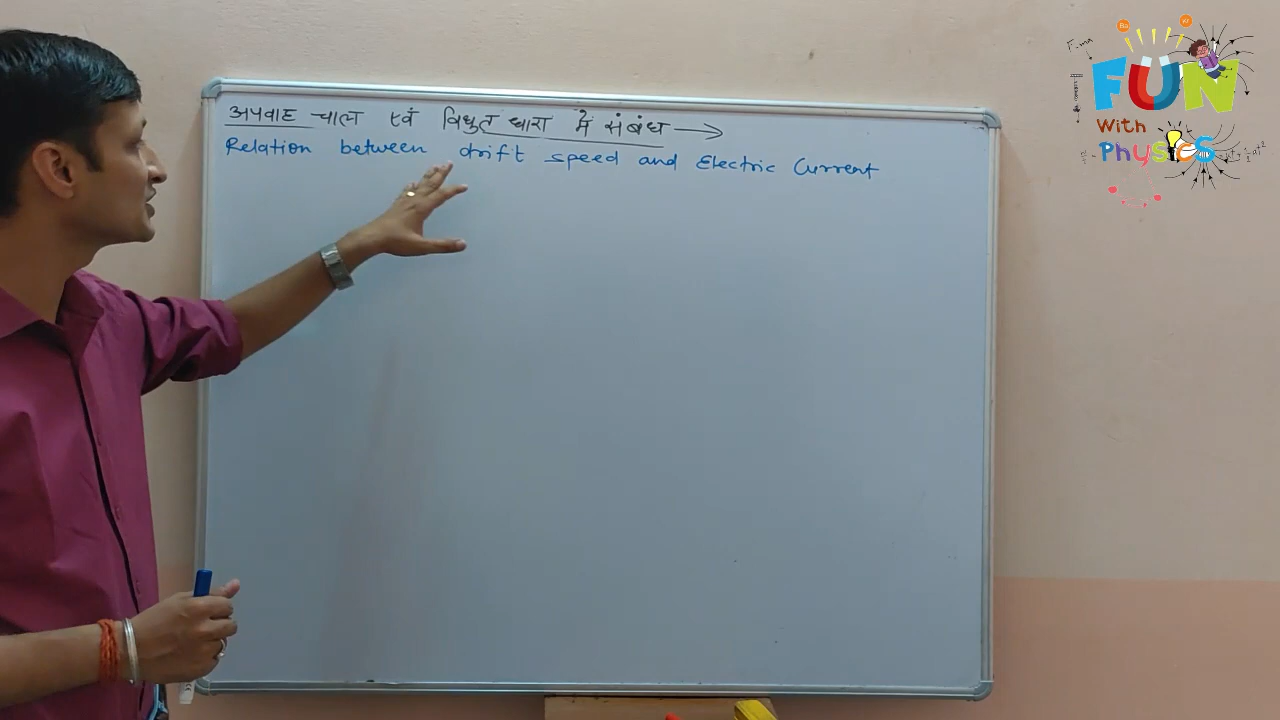 अपवाह चाल एवं विधुत धारा में संबंध →
Relation between drift speed and Electric Current
FUN
With
Physics